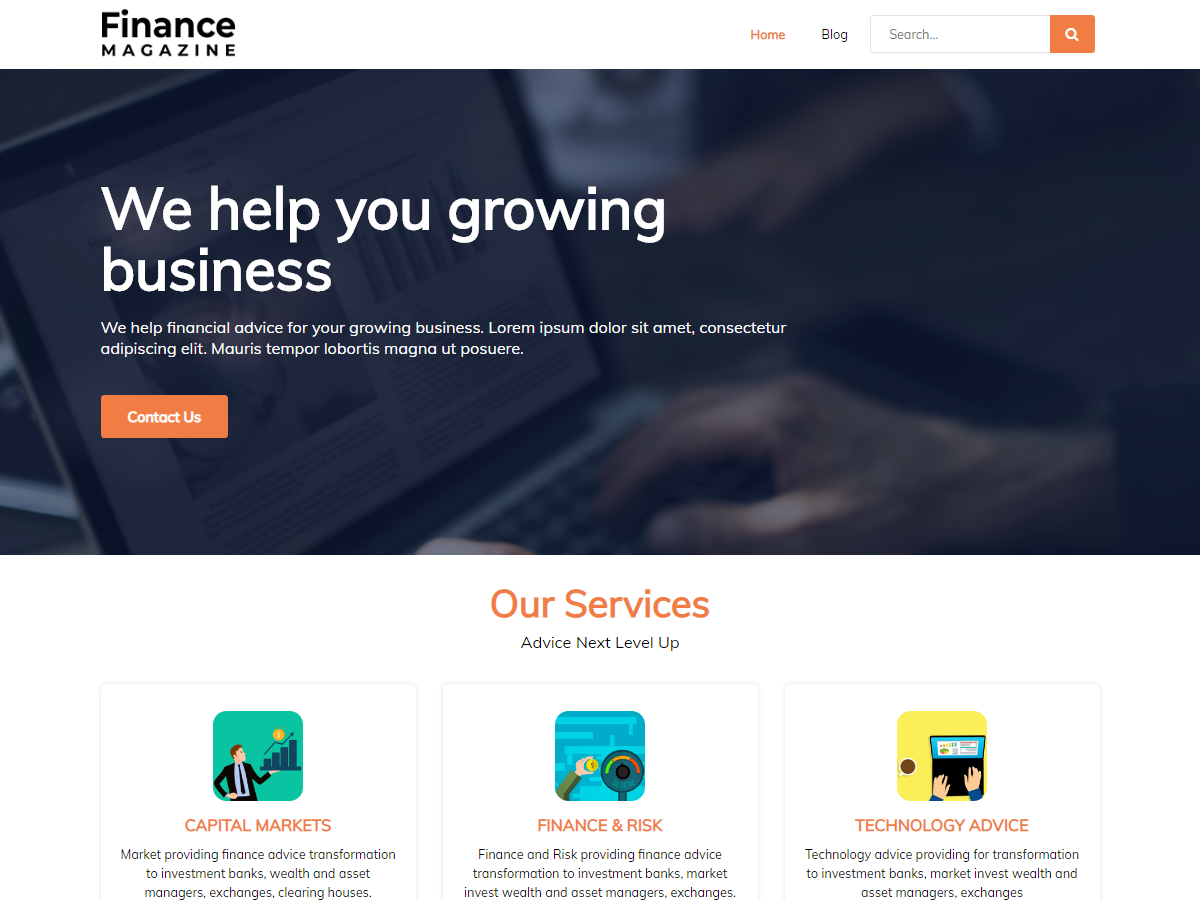 Finance
MAGAZINE
Home
Blog
Search...
We help you growing
business
We help financial advice for your growing business. Lorem ipsum dolor sit amet, consectetur
adipiscing elit. Mauris tempor lobortis magna ut posuere.
Contact Us
Our Services
Advice Next Level Up
CAPITAL MARKETS
Market providing finance advice transformation
to investment banks, wealth and asset
managers, exchanges, clearing houses.
FINANCE & RISK
Finance and Risk providing finance advice
transformation to investment banks, market
invest wealth and asset managers, exchanges.
TECHNOLOGY ADVICE
Technology advice providing for transformation
to investment banks, market invest wealth and
asset managers, exchanges